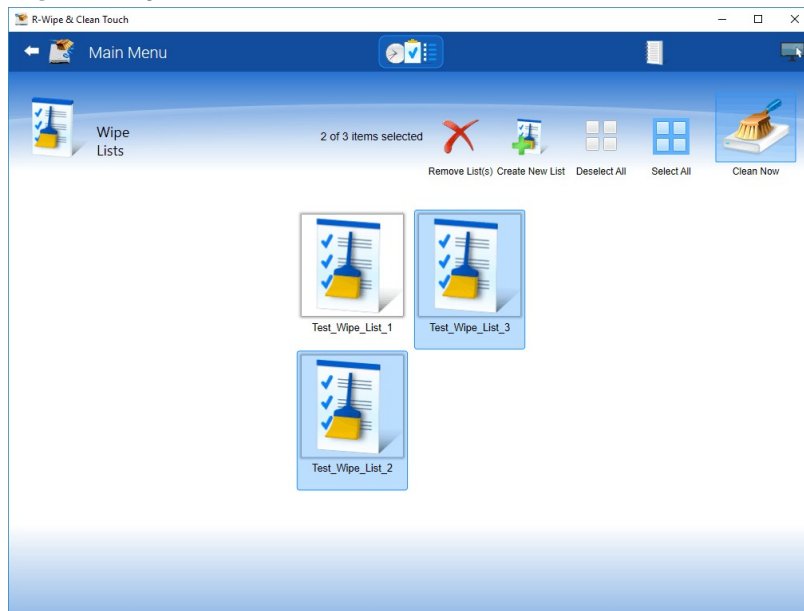 R-Wipe & Clean Touch
Main Menu
Wipe
Lists
2 of 3 items selected
Remove List(s)
Create New List
Deselect All
Select All
Clean Now
Test_Wipe_List_1
Test_Wipe_List_3
Test_Wipe_List_2